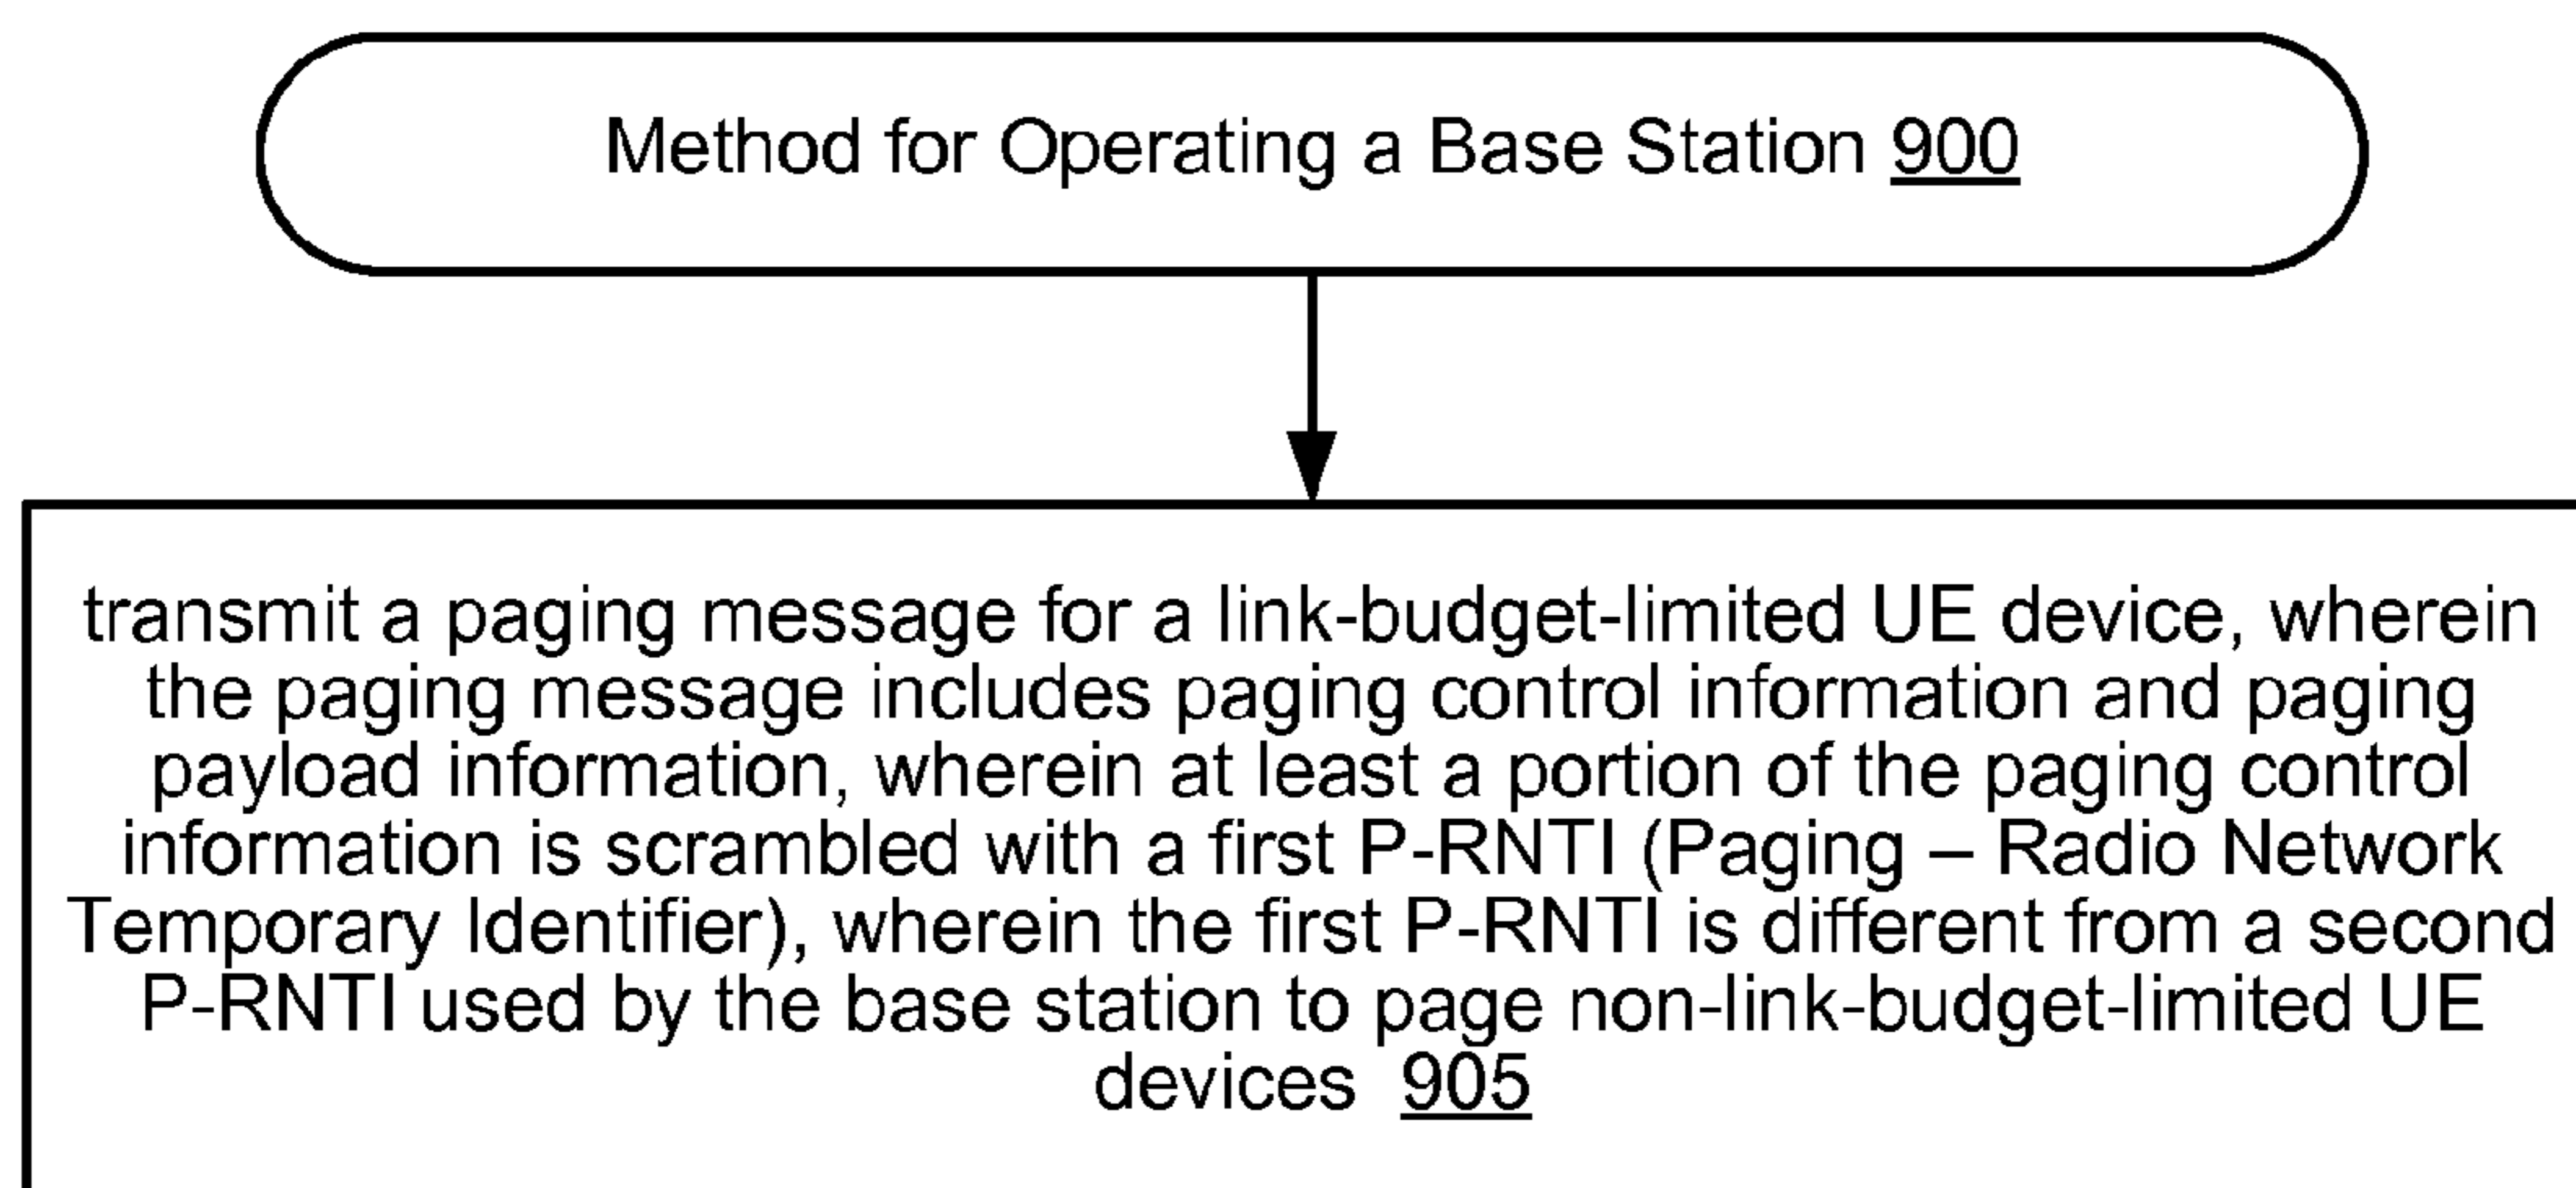 Method for Operating a Base Station 900
transmit a paging message for a link-budget-limited UE device, wherein
the paging message includes paging control information and paging
payload information, wherein at least a portion of the paging control
information is scrambled with a first P-RNTI (Paging – Radio Network
Temporary Identifier), wherein the first P-RNTI is different from a second
P-RNTI used by the base station to page non-link-budget-limited UE
devices 905